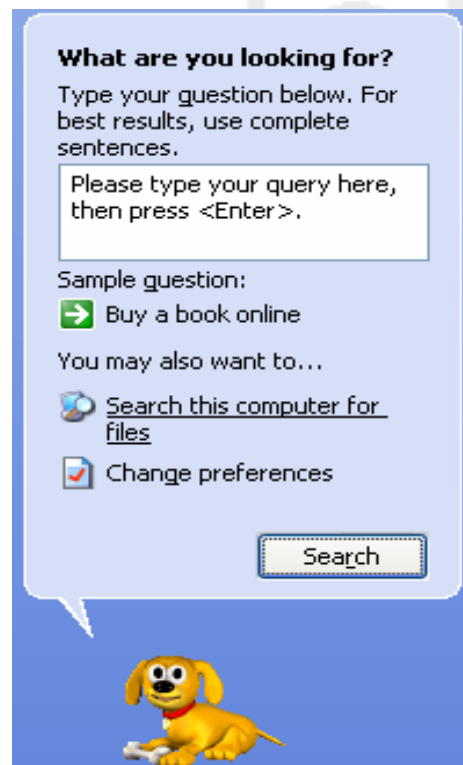 What are you looking for?
Type your question below. For
best results, use complete
sentences.
Please type your query here,
then press <Enter>.
Sample question:
Buy a book online
You may also want to...
Search this computer for
files
Change preferences
Search